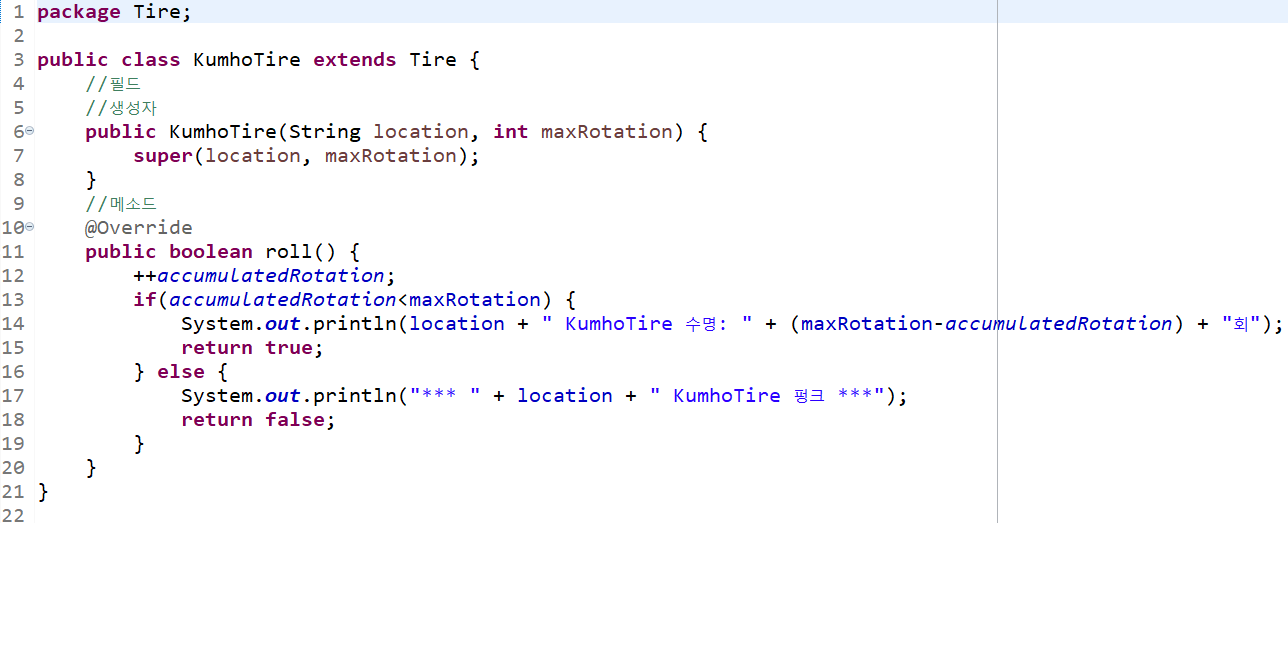 1 package Tire;
2
3 public class KumhoTire extends Tire {
4     //필드
5     //생성자
6     public KumhoTire(String location, int maxRotation) {
7         super(location, maxRotation);
8     }
9     //메소드
10     @Override
11     public boolean roll() {
12         ++accumulatedRotation;
13         if(accumulatedRotation<maxRotation) {
14             System.out.println(location + " KumhoTire 수명: " + (maxRotation-accumulatedRotation) + "회");
15             return true;
16         } else {
17             System.out.println("*** " + location + " KumhoTire 펑크 ***");
18             return false;
19         }
20     }
21 }
22